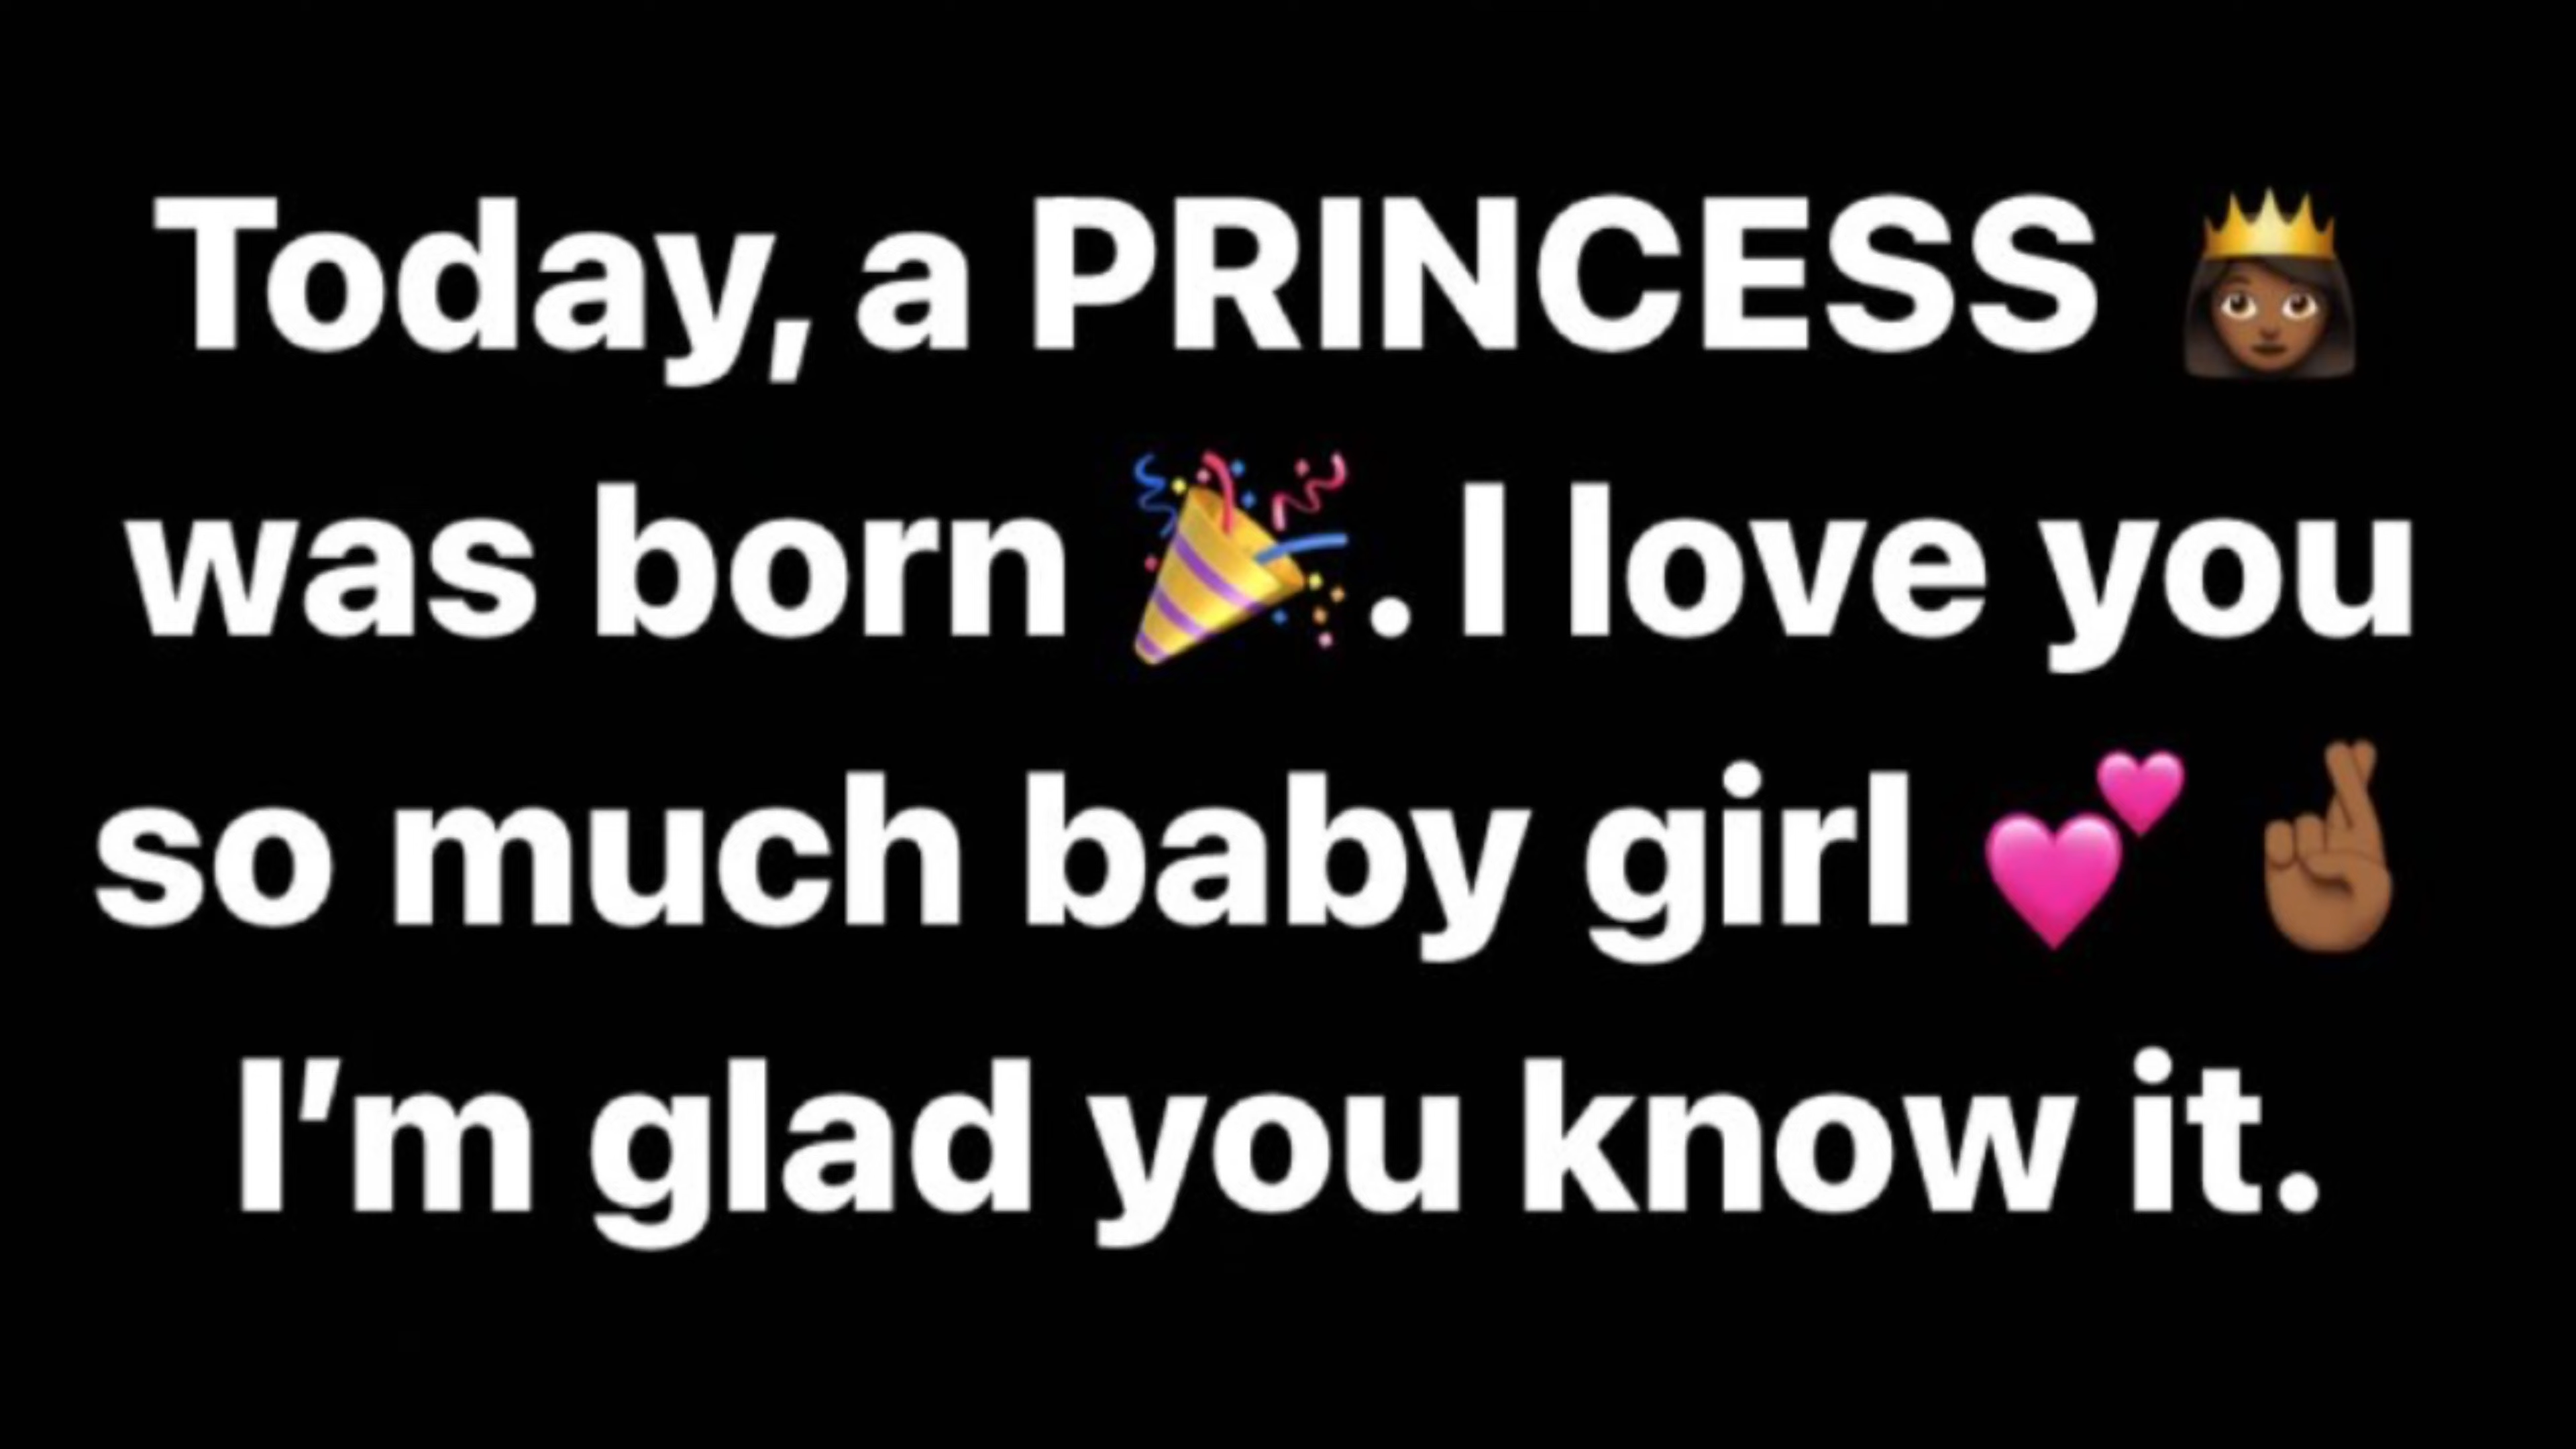 Today, a PRINCESS 👸🏾
was born 🎉. I love you
so much baby girl 💕 🤞🏾
I’m glad you know it.